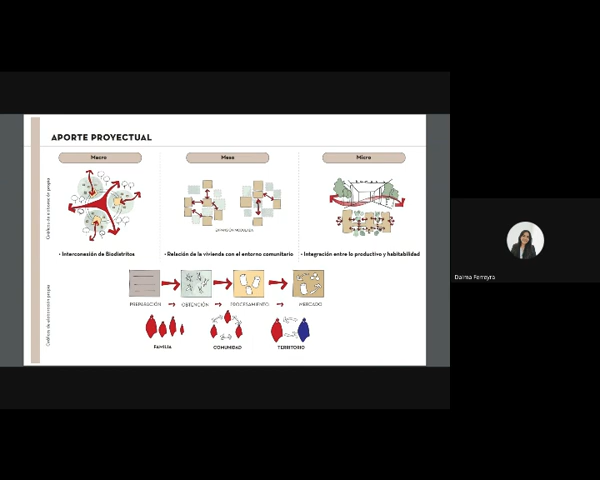 APORTE PROYECTUAL
Macro
Meso
Micro
• Interconexión de Biodistritos
• Relación de la vivienda con el entorno comunitario
• Integración entre lo productivo y habitabilidad
PREPARACIÓN
OBTENCIÓN
PROCESAMIENTO
MERCADO
FAMILIA
COMUNIDAD
TERRITORIO
Daima Ferreyra